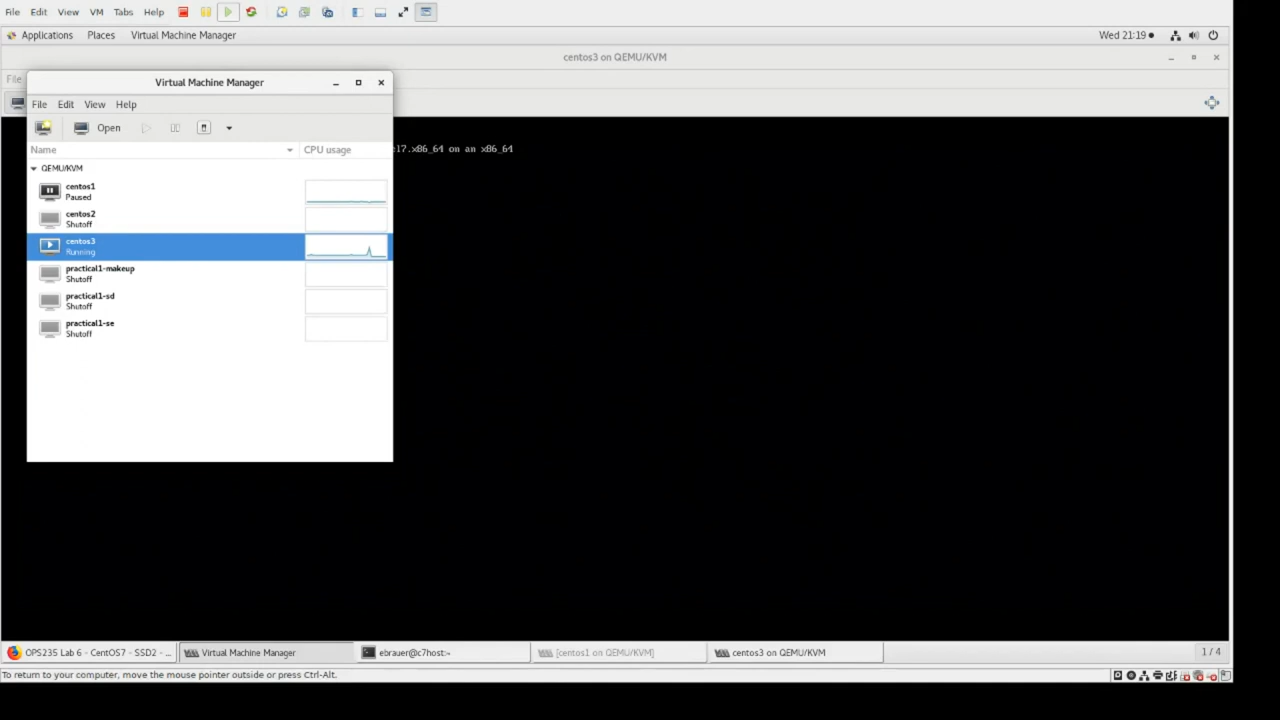 File Edit View VM Tabs Help
Applications Places Virtual Machine Manager Wed 21:19
centos3 on QEMU/KVM
File
Virtual Machine Manager
File Edit View Help
Open
Name CPU usage
QEMU/KVM
centos1
Paused
centos2
Shutoff
centos3
Running
practical1-makeup
Shutoff
practical1-sd
Shutoff
practical1-se
Shutoff
el7.x86_64 on an x86_64
OPS235 Lab 6 - CentOS7 - SSD2 - ... Virtual Machine Manager ebrauer@c7host:~ [centos1 on QEMU/KVM] centos3 on QEMU/KVM 1 / 4
To return to your computer, move the mouse pointer outside or press Ctrl-Alt.